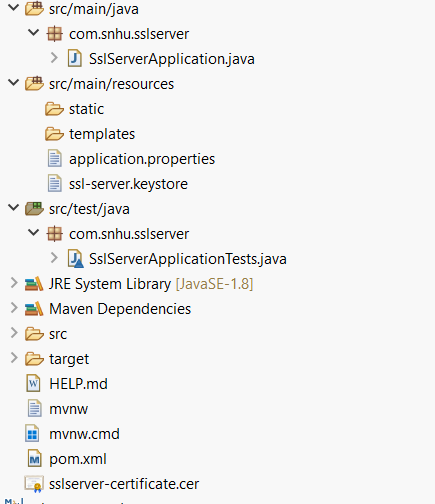 src/main/java
com.snhu.sslserver
SslServerApplication.java
src/main/resources
static
templates
application.properties
ssl-server.keystore
src/test/java
com.snhu.sslserver
SslServerApplicationTests.java
JRE System Library [JavaSE-1.8]
Maven Dependencies
src
target
HELP.md
mvnw
mvnw.cmd
pom.xml
sslserver-certificate.cer